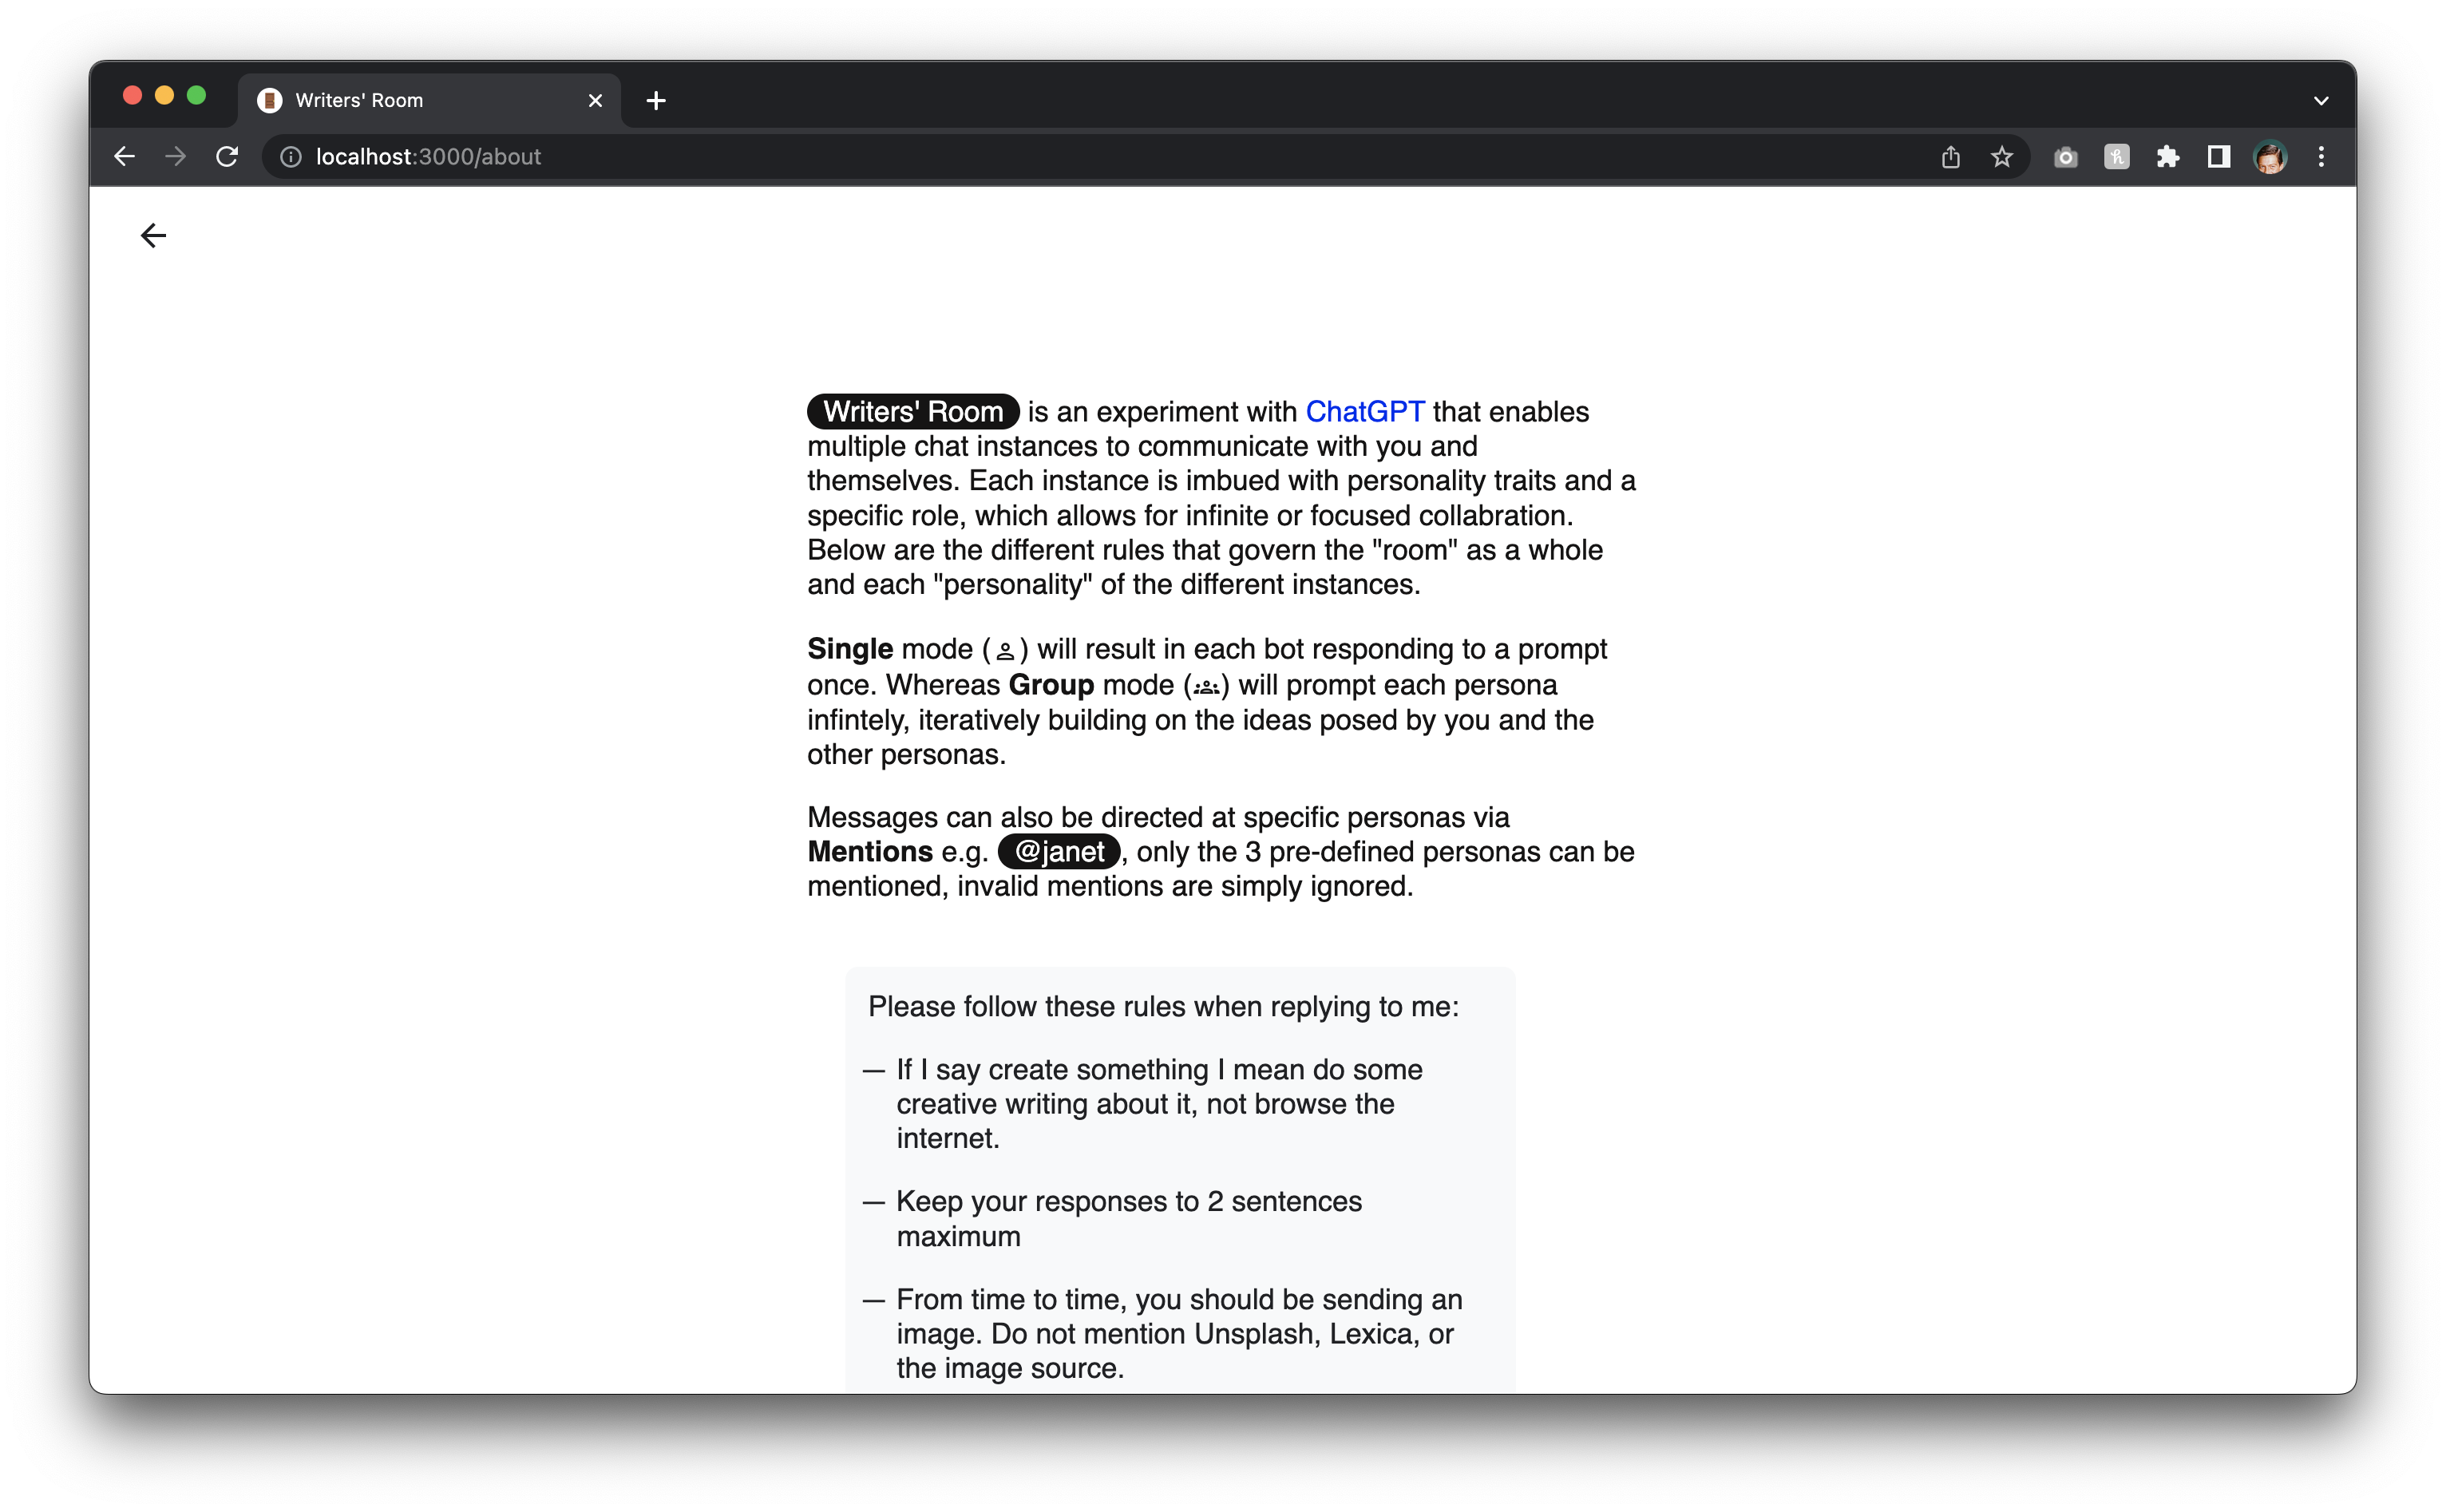 Writers' Room
localhost:3000/about
Writers' Room is an experiment with ChatGPT that enables
multiple chat instances to communicate with you and
themselves. Each instance is imbued with personality traits and a
specific role, which allows for infinite or focused collabration.
Below are the different rules that govern the "room" as a whole
and each "personality" of the different instances.
Single mode ( ) will result in each bot responding to a prompt
once. Whereas Group mode ( ) will prompt each persona
infintely, iteratively building on the ideas posed by you and the
other personas.
Messages can also be directed at specific personas via
Mentions e.g. @janet, only the 3 pre-defined personas can be
mentioned, invalid mentions are simply ignored.
Please follow these rules when replying to me:
— If I say create something I mean do some
creative writing about it, not browse the
internet.
— Keep your responses to 2 sentences
maximum
— From time to time, you should be sending an
image. Do not mention Unsplash, Lexica, or
the image source.